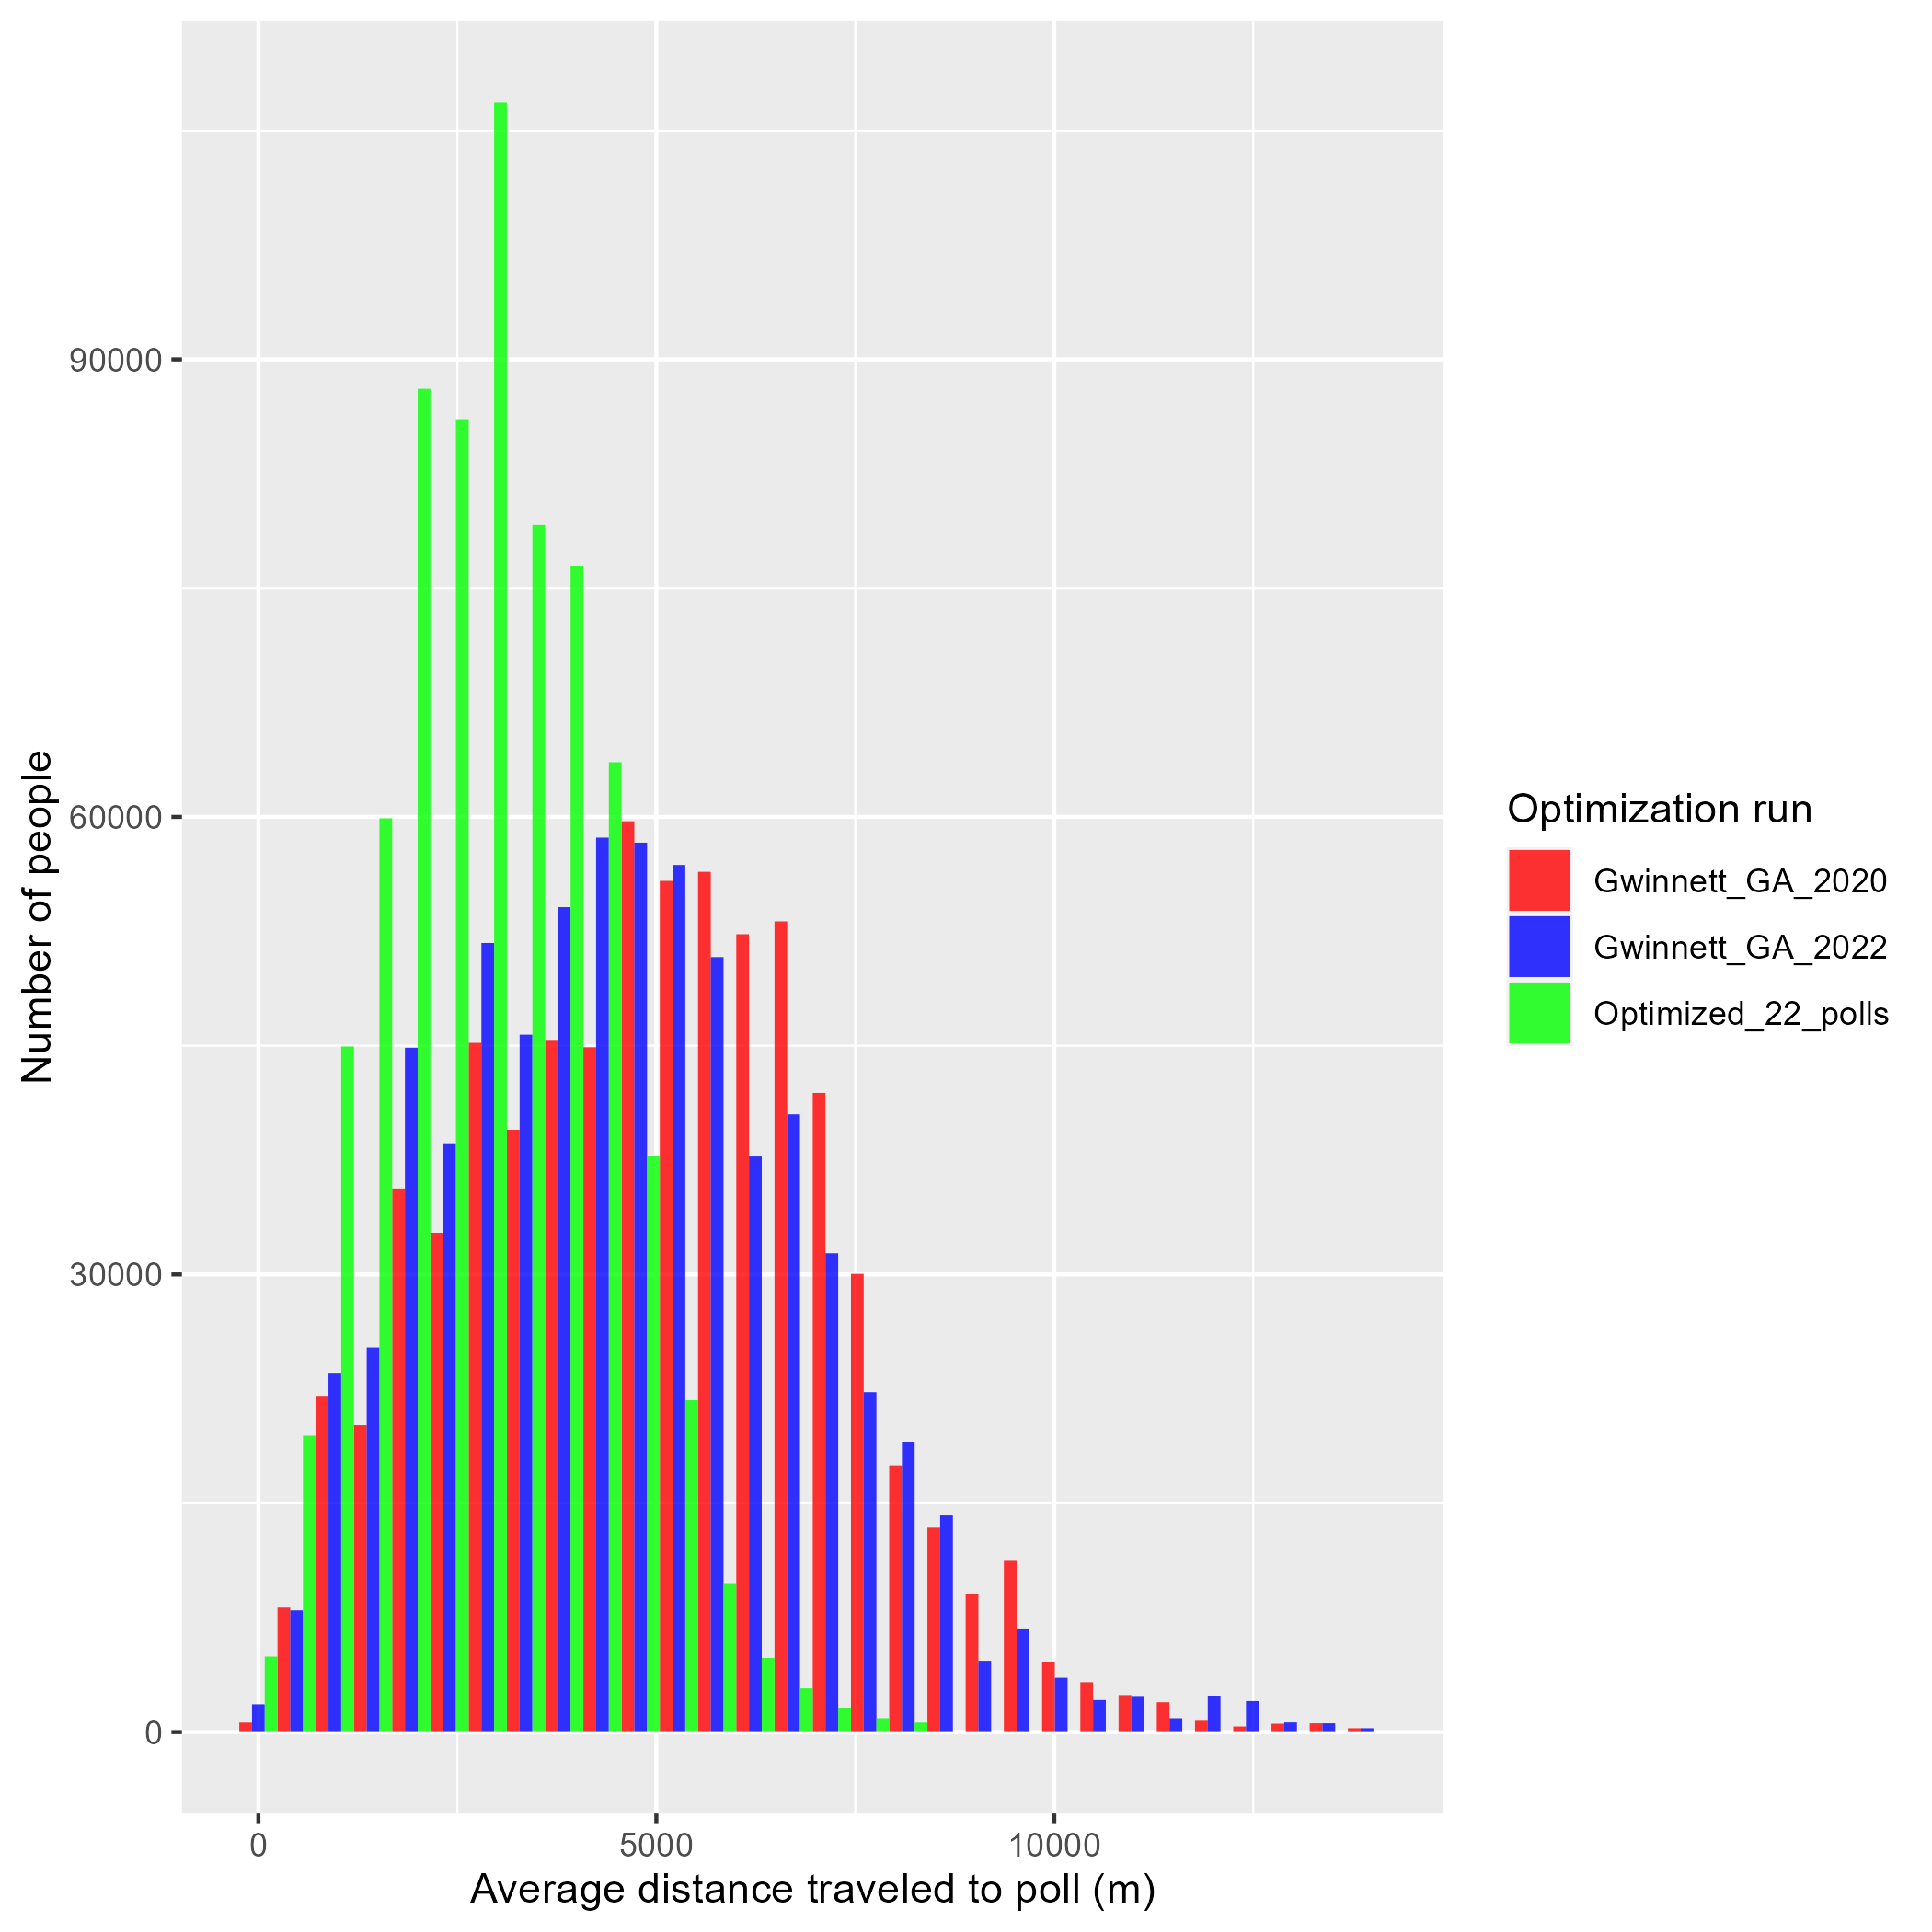 Number of people
90000
60000
30000
0
0 5000 10000
Average distance traveled to poll (m)
Optimization run
Gwinnett_GA_2020
Gwinnett_GA_2022
Optimized_22_polls